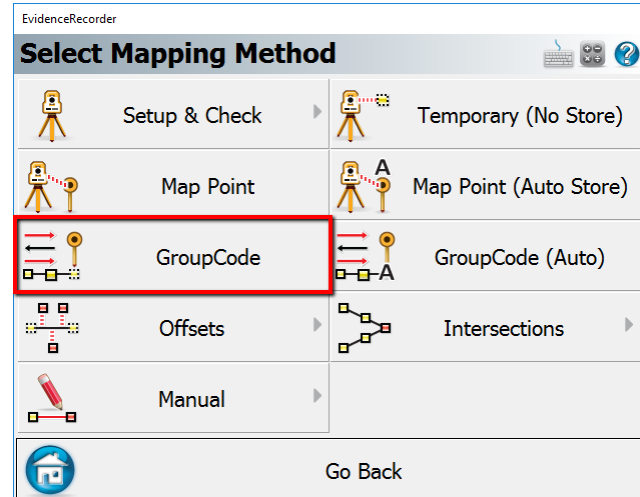 EvidenceRecorder
Select Mapping Method
Setup & Check
Temporary (No Store)
Map Point
A
Map Point (Auto Store)
GroupCode
A
GroupCode (Auto)
Offsets
Intersections
Manual
Go Back